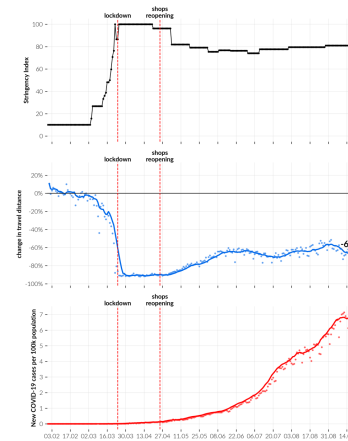 lockdown
shops
reopening
Stringency Index
100
80
60
40
20
0
lockdown
shops
reopening
change in travel distance
20%
0%
-20%
-40%
-60%
-80%
-100%
-6
lockdown
shops
reopening
New COVID-19 cases per 100k population
7
6
5
4
3
2
1
0
03.02 17.02 02.03 16.03 30.03 13.04 27.04 11.05 25.05 08.06 22.06 06.07 20.07 03.08 17.08 31.08 14.